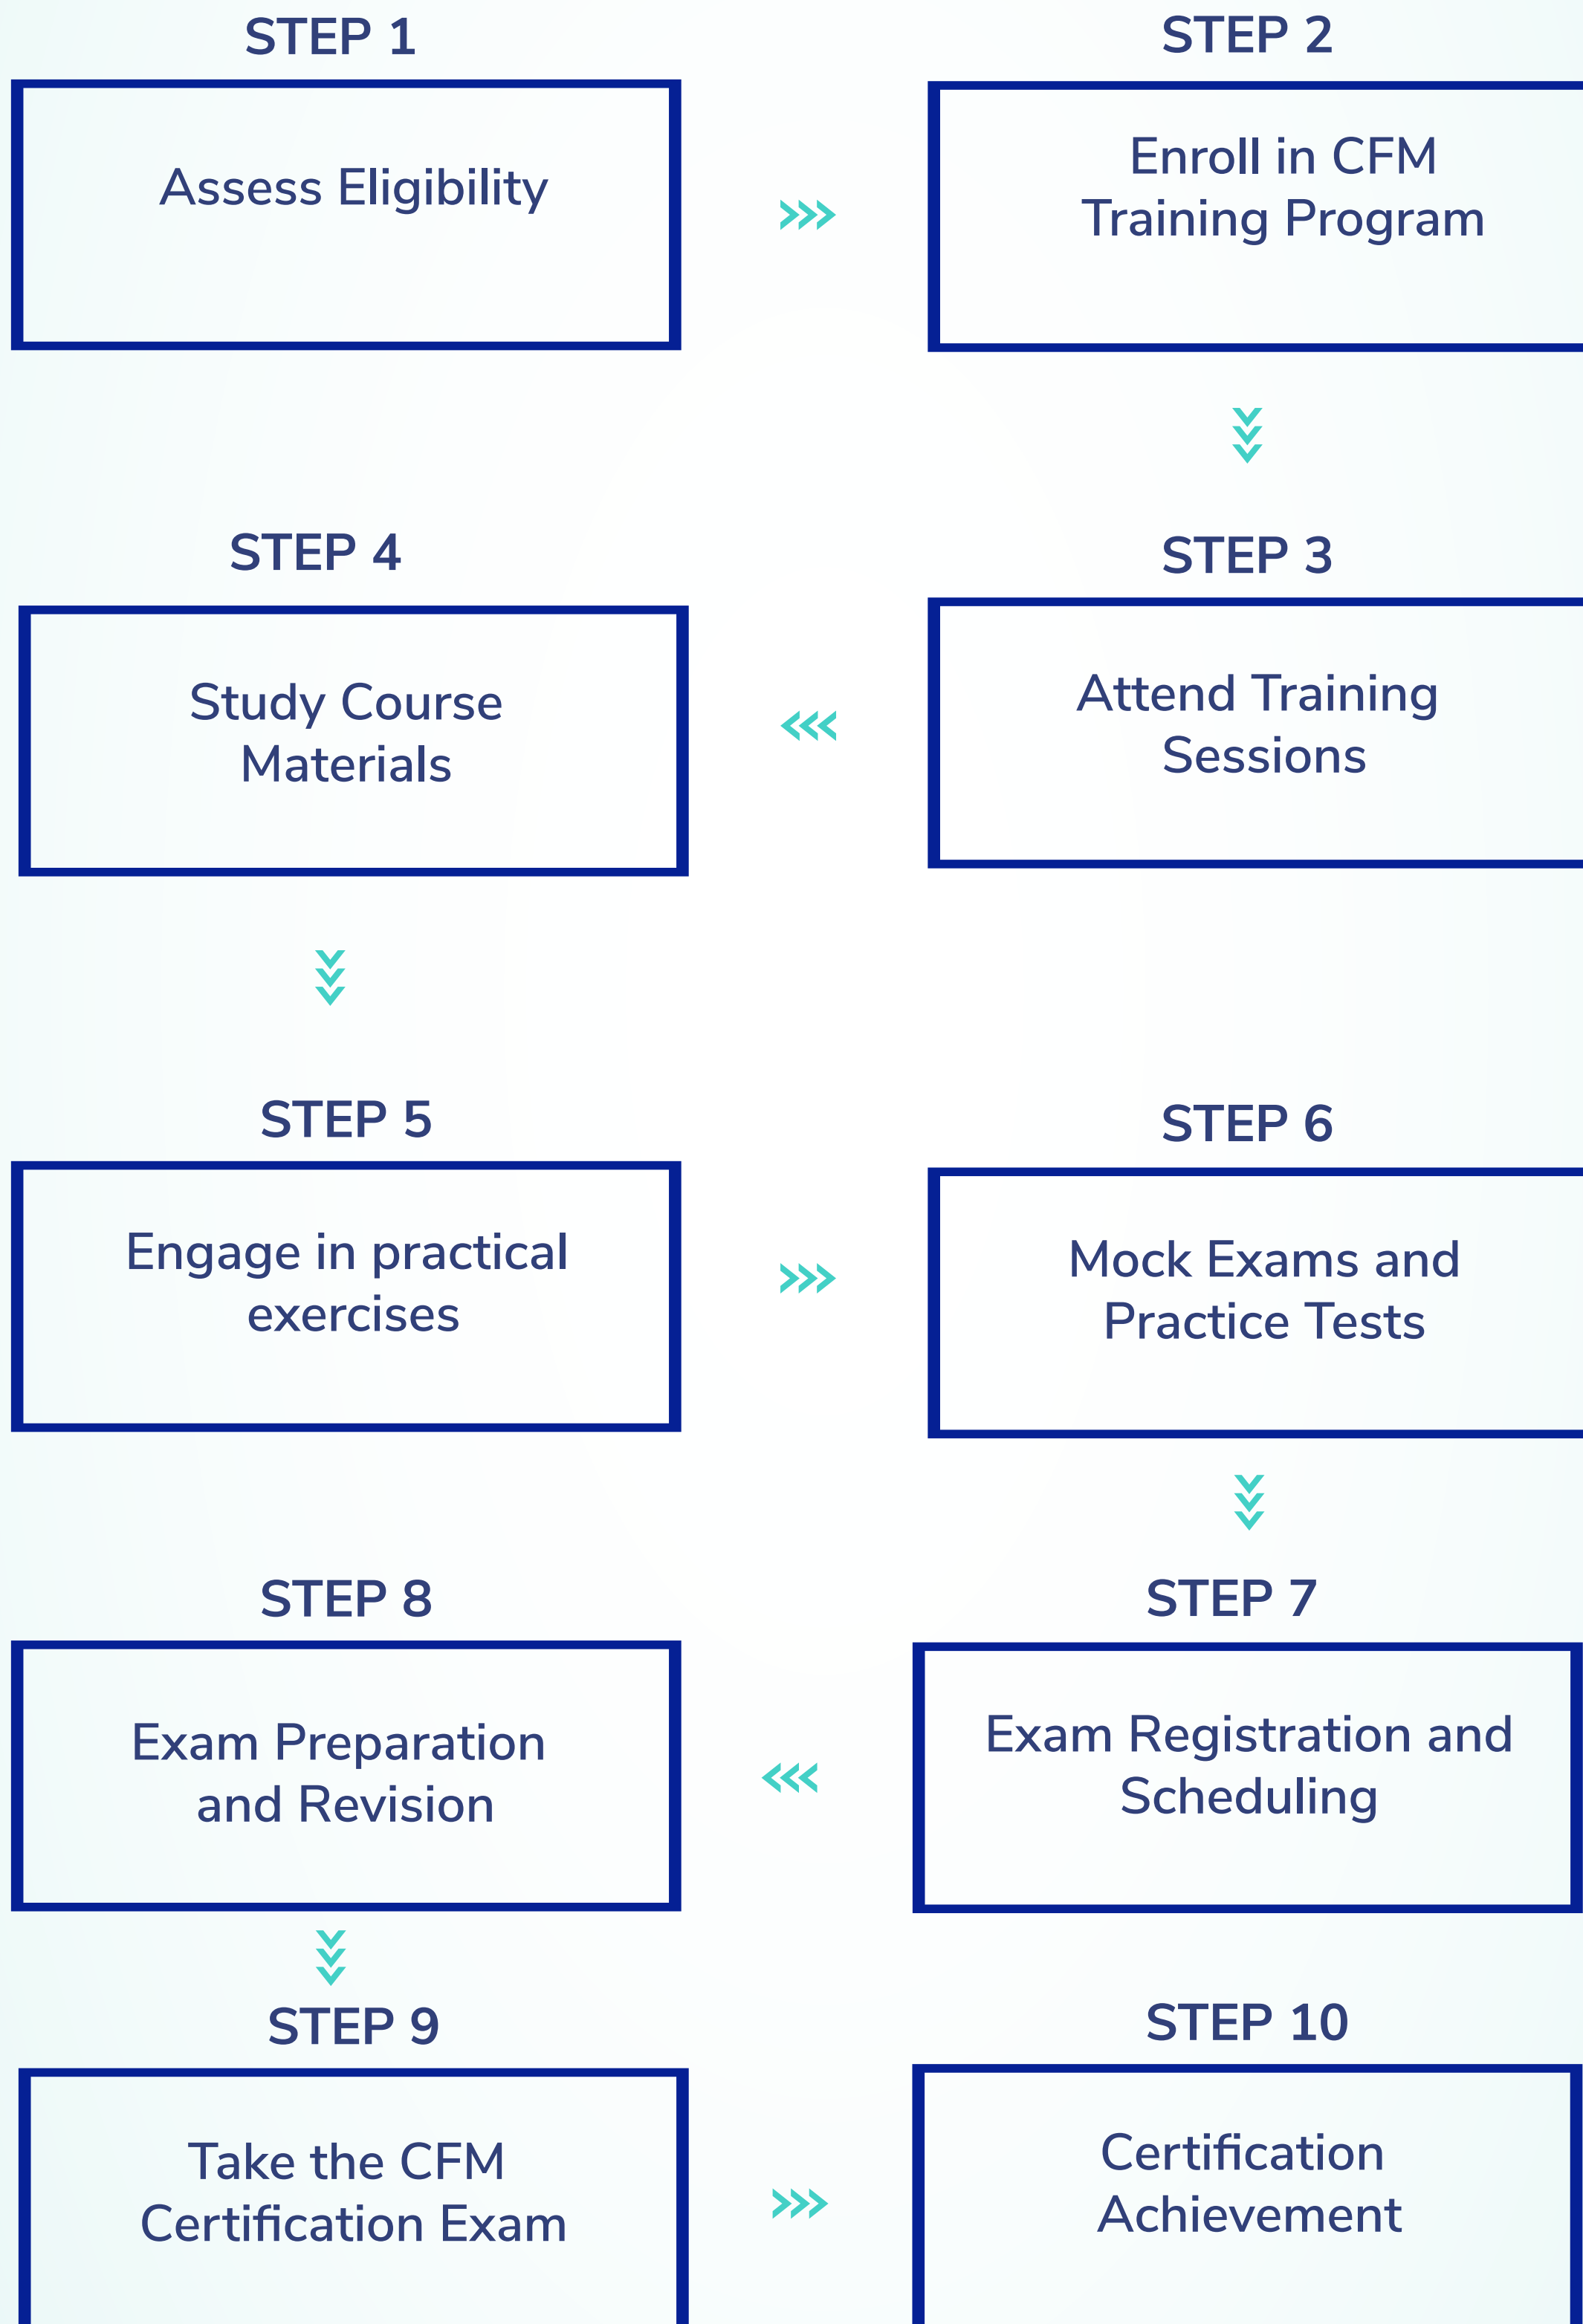 STEP 1
Assess Eligibility
STEP 2
Enroll in CFM
Training Program
STEP 3
Attend Training
Sessions
STEP 4
Study Course
Materials
STEP 5
Engage in practical
exercises
STEP 6
Mock Exams and
Practice Tests
STEP 7
Exam Registration and
Scheduling
STEP 8
Exam Preparation
and Revision
STEP 9
Take the CFM
Certification Exam
STEP 10
Certification
Achievement